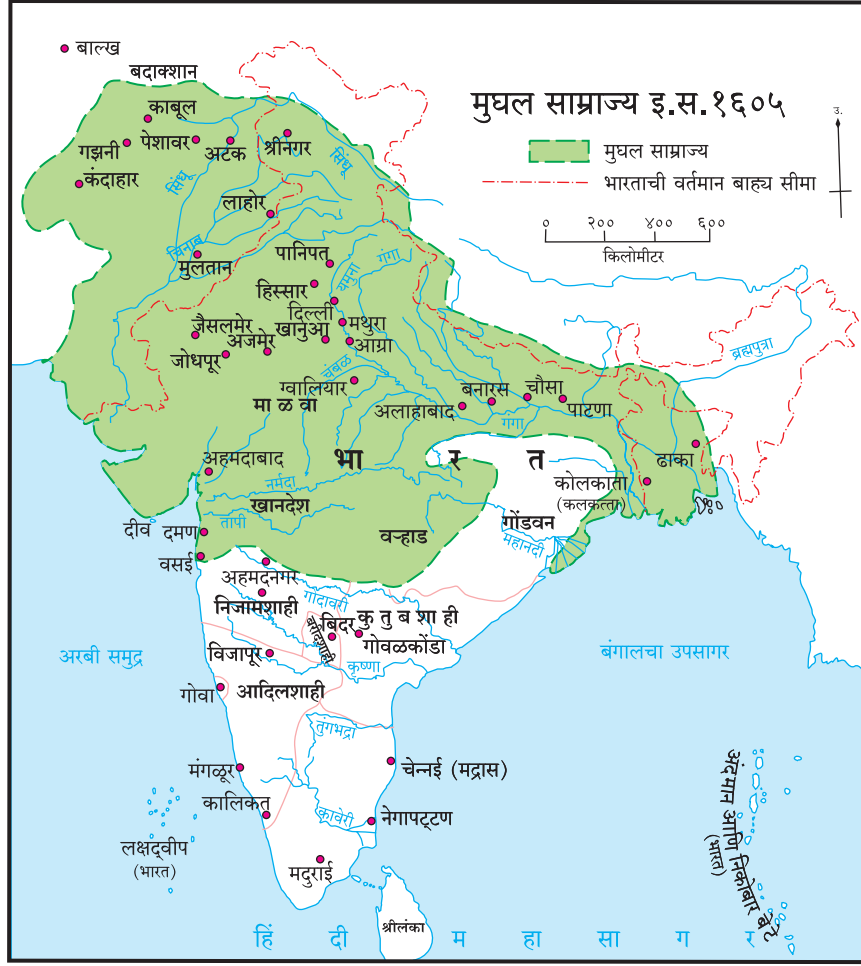 मुघल साम्राज्य इ.स.१६०५
मुघल साम्राज्य
भारताची वर्तमान बाह्य सीमा
० २०० ४०० ६००
किलोमीटर
उ.
बाल्ख
बदाक्शान
काबूल
पेशावर
अटक
श्रीनगर
गझनी
कंदाहार
सिंधू
सिंधू
लाहोर
चिनाब
मुलतान
पानिपत
यमुना
गंगा
हिस्सार
दिल्ली
मथुरा
जैसलमेर
अजमेर
खानुआ
आग्रा
जोधपूर
चंबळ
ब्रह्मपुत्रा
ग्वालियार
माळवा
अलाहाबाद
बनारस
चौसा
पाटणा
गंगा
अहमदाबाद
भारत
ढाका
कोलकाता
(कलकत्ता)
नर्मदा
खानदेश
तापी
वऱ्हाड
गोंडवन
महानदी
दीव
दमण
वसई
अहमदनगर
गोदावरी
निजामशाही
बरीदशाही
बिदर
कुतुबशाही
गोवळकोंडा
विजापूर
कृष्णा
अरबी समुद्र
बंगालचा उपसागर
गोवा
आदिलशाही
तुंगभद्रा
मंगळूर
चेन्नई (मद्रास)
कालिकत
कावेरी
नेगापट्टण
लक्षद्‌वीप
(भारत)
मदुराई
श्रीलंका
अंदमान आणि निकोबार बेटे
(भारत)
हिंदी महासागर